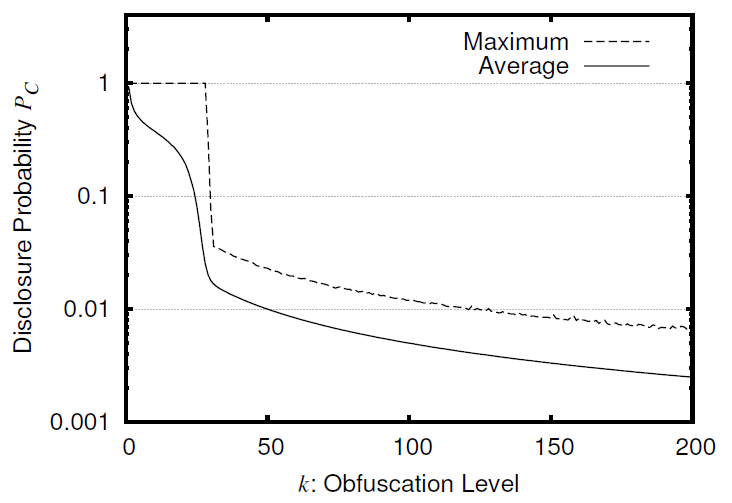 Maximum
Average
Disclosure Probability P_C
1
0.1
0.01
0.001
0 50 100 150 200
k: Obfuscation Level